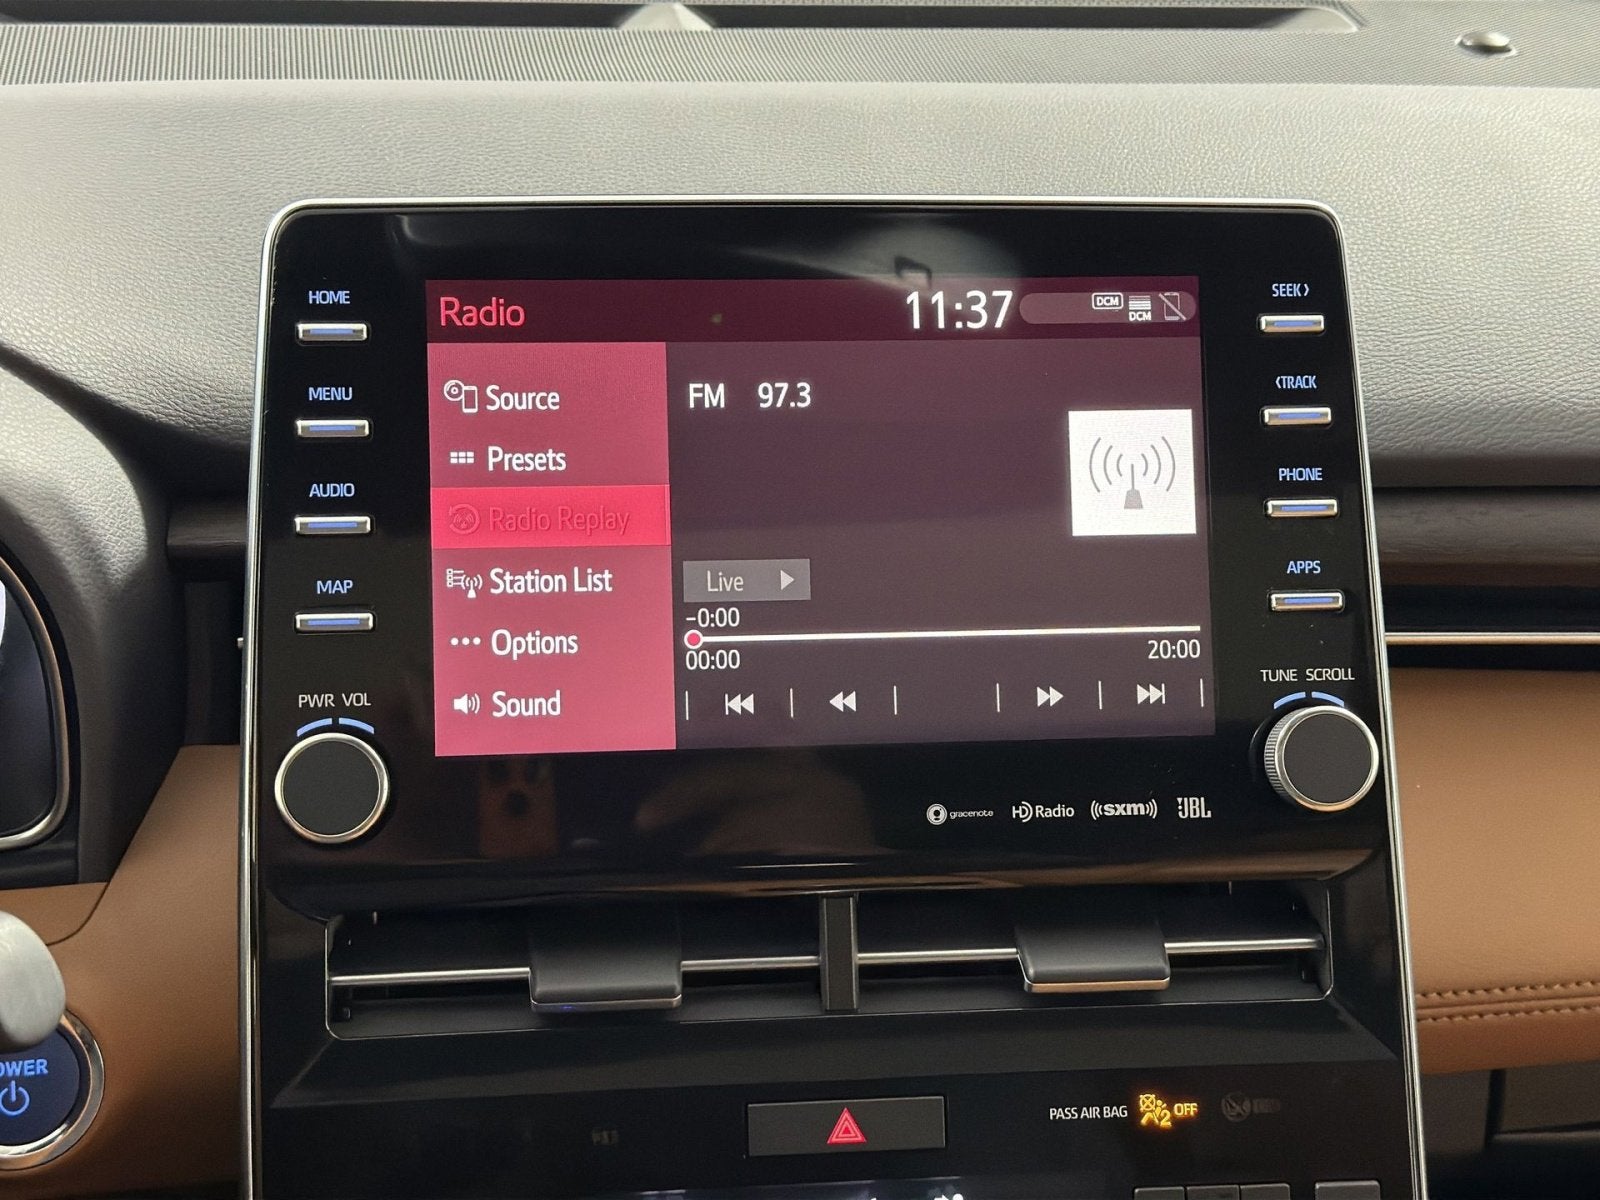 HOME
MENU
AUDIO
MAP
PWR VOL
Radio
11:37
DCM
DCM
Source
Presets
Radio Replay
Station List
Options
Sound
FM 97.3
Live
-0:00
00:00
20:00
SEEK ›
‹TRACK
PHONE
APPS
TUNE SCROLL
gracenote
HD Radio
((sxm))
JBL
OWER
PASS AIR BAG
2 OFF